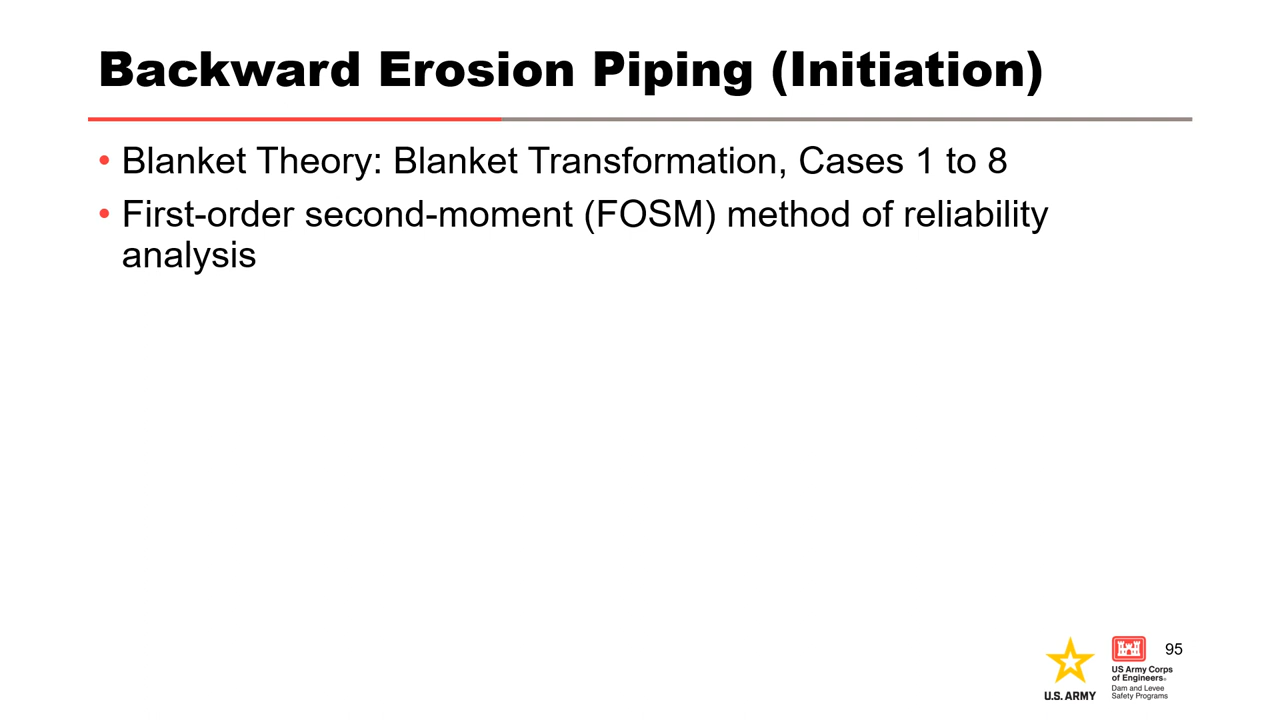 Backward Erosion Piping (Initiation)
• Blanket Theory: Blanket Transformation, Cases 1 to 8
• First-order second-moment (FOSM) method of reliability
analysis
95
U.S. ARMY
US Army Corps
of Engineers®
Dam and Levee
Safety Programs